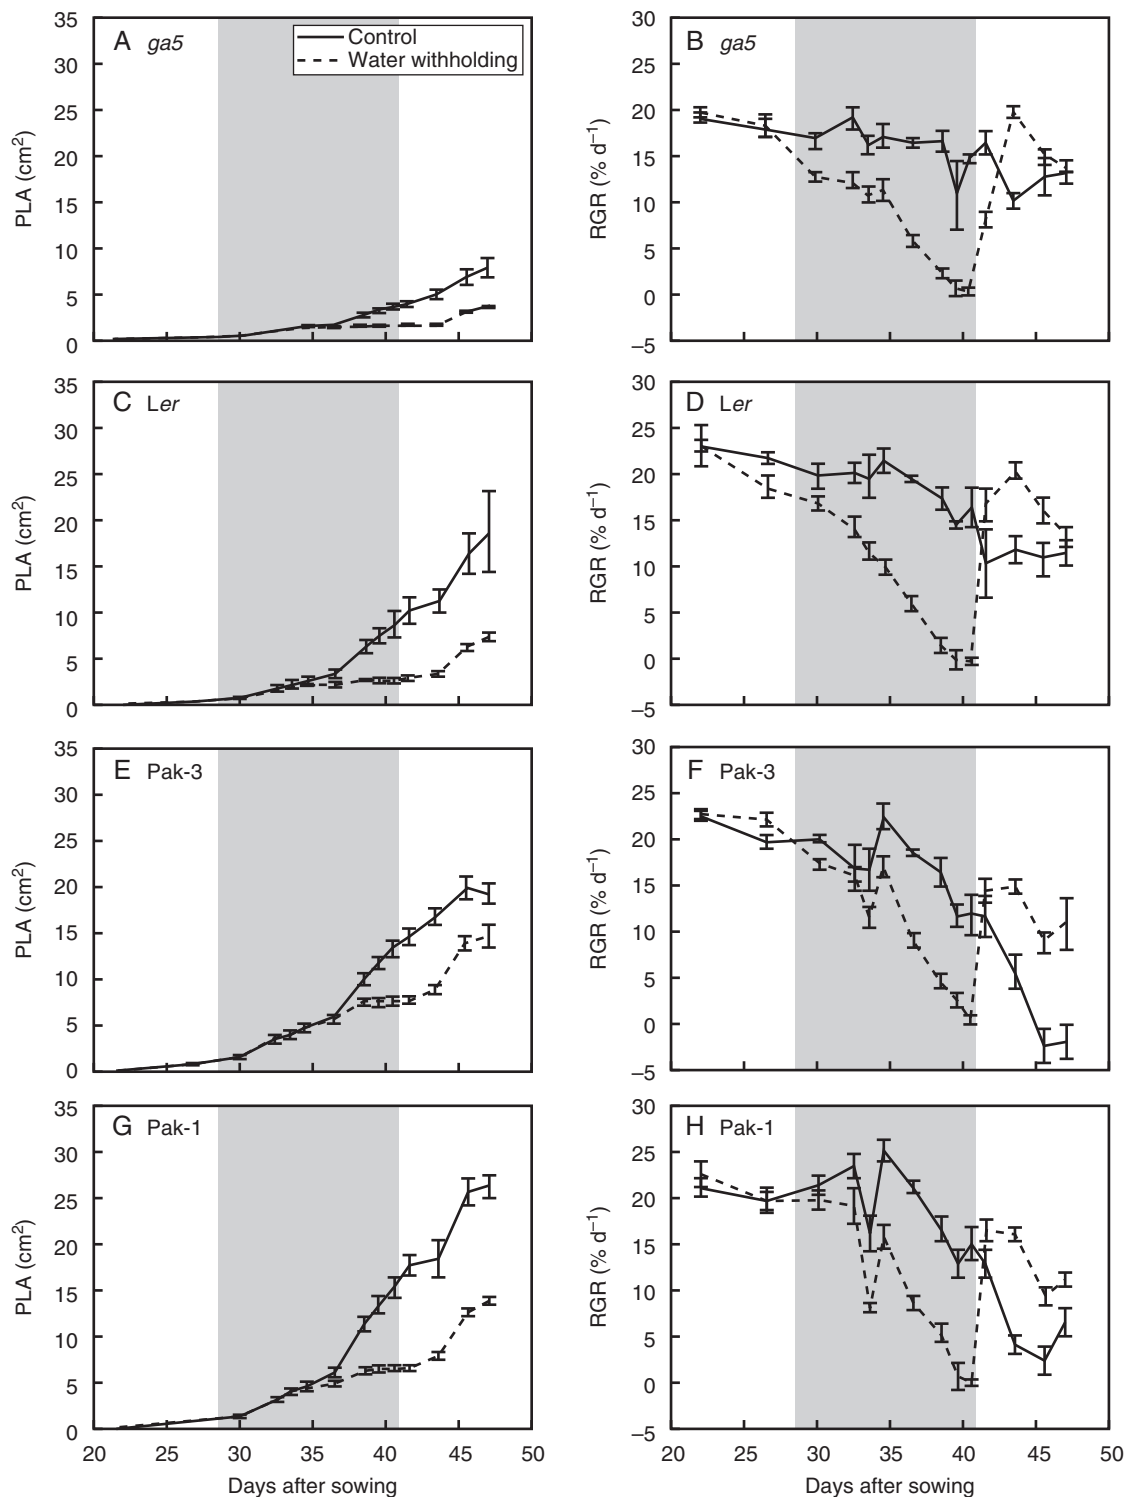 A ga5
Control
Water withholding
35
30
25
20
15
10
5
0
PLA (cm²)
B ga5
30
25
20
15
10
5
0
–5
RGR (% d⁻¹)
C Ler
35
30
25
20
15
10
5
0
PLA (cm²)
D Ler
30
25
20
15
10
5
0
–5
RGR (% d⁻¹)
E Pak-3
35
30
25
20
15
10
5
0
PLA (cm²)
F Pak-3
30
25
20
15
10
5
0
–5
RGR (% d⁻¹)
G Pak-1
35
30
25
20
15
10
5
0
PLA (cm²)
20 25 30 35 40 45 50
Days after sowing
H Pak-1
30
25
20
15
10
5
0
–5
RGR (% d⁻¹)
20 25 30 35 40 45 50
Days after sowing